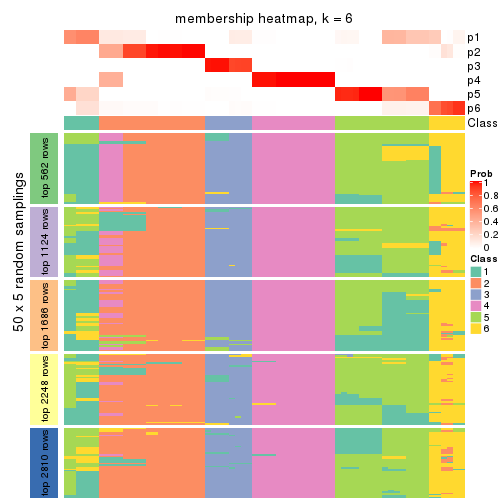 membership heatmap, k = 6
p1
p2
p3
p4
p5
p6
Class
50 x 5 random samplings
top 562 rows
top 1124 rows
top 1686 rows
top 2248 rows
top 2810 rows
Prob
1
0.8
0.6
0.4
0.2
0
Class
1
2
3
4
5
6